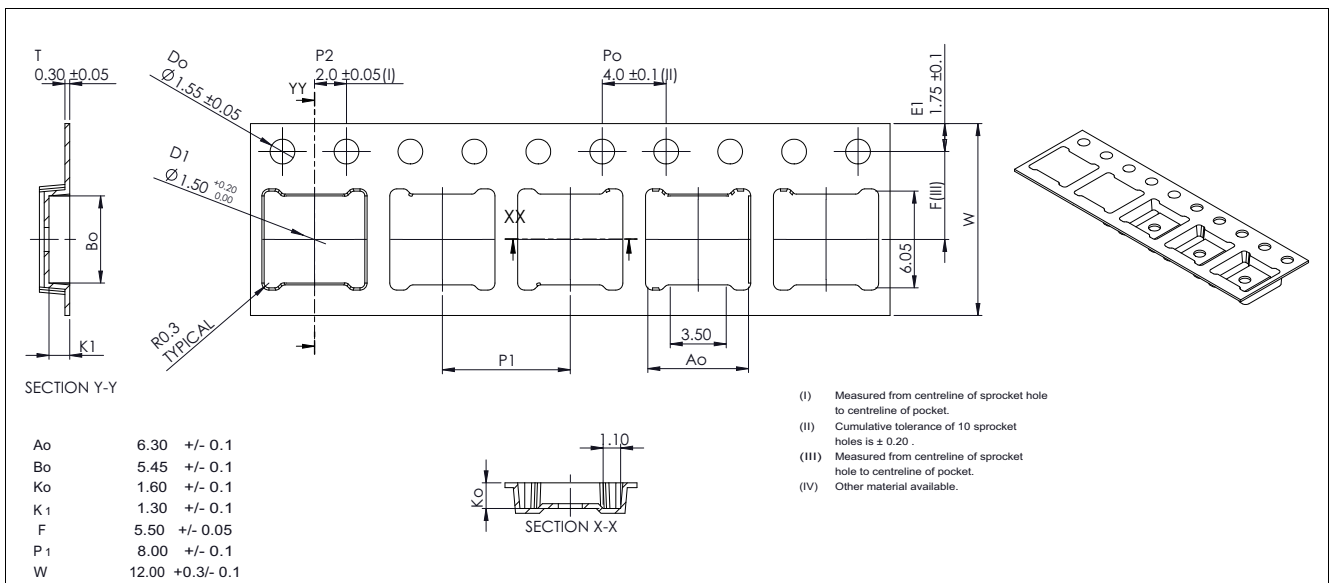 T
0.30 ±0.05
Do
Ø1.55 ±0.05
D1
Ø1.50 +0.20 0.00
P2
2.0 ±0.05(I)
YY
Po
4.0 ±0.1(II)
E1
1.75 ±0.1
F(III)
W
Bo
K1
SECTION Y-Y
R0.3
TYPICAL
XX
P1
3.50
Ao
6.05
Ao 6.30 +/- 0.1
Bo 5.45 +/- 0.1
Ko 1.60 +/- 0.1
K1 1.30 +/- 0.1
F 5.50 +/- 0.05
P1 8.00 +/- 0.1
W 12.00 +0.3/- 0.1
1.10
Ko
SECTION X-X
(I) Measured from centreline of sprocket hole
to centreline of pocket.
(II) Cumulative tolerance of 10 sprocket
holes is ± 0.20 .
(III) Measured from centreline of sprocket
hole to centreline of pocket.
(IV) Other material available.